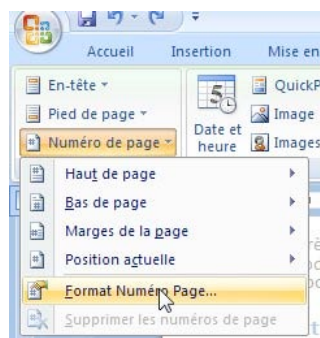 Accueil Insertion Mise en
En-tête
Pied de page
Numéro de page
5
Date et
heure
QuickP
Image
Images
Haut de page
Bas de page
Marges de la page
Position actuelle
Format Numéro Page...
Supprimer les numéros de page